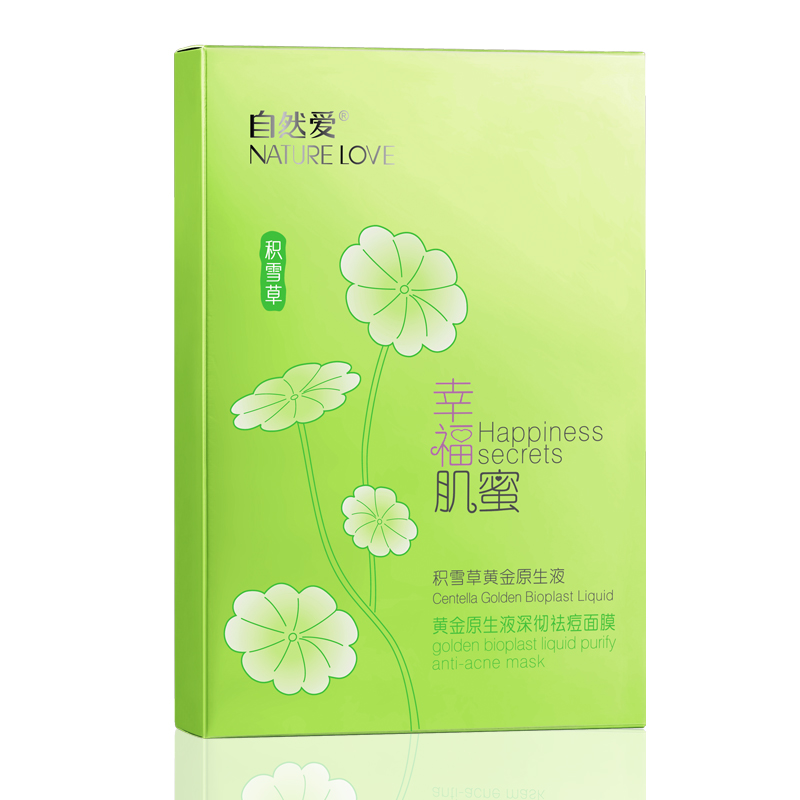 自然爱®
NATURE LOVE
积雪草
幸福
Happiness
secrets
肌蜜
积雪草黄金原生液
Centella Golden Bioplast Liquid
黄金原生液深彻祛痘面膜
golden bioplast liquid purify
anti-acne mask